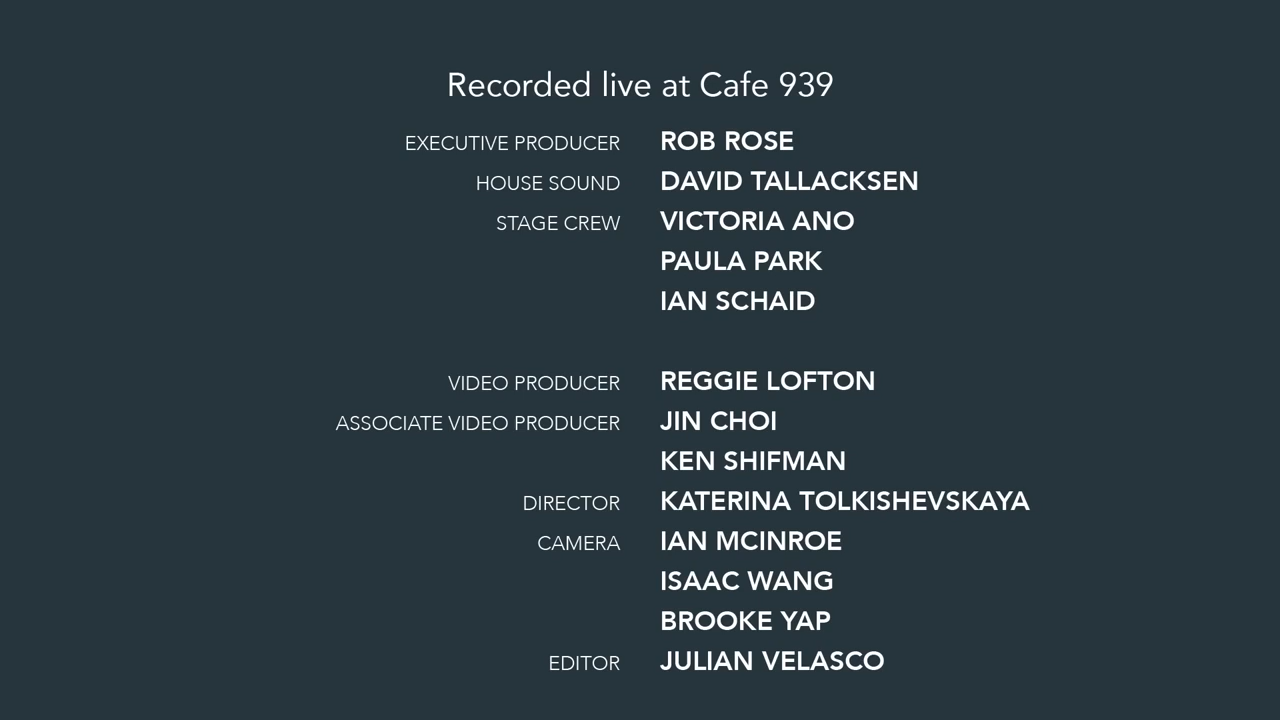 Recorded live at Cafe 939
EXECUTIVE PRODUCER ROB ROSE
HOUSE SOUND DAVID TALLACKSEN
STAGE CREW VICTORIA ANO
PAULA PARK
IAN SCHAID
VIDEO PRODUCER REGGIE LOFTON
ASSOCIATE VIDEO PRODUCER JIN CHOI
KEN SHIFMAN
DIRECTOR KATERINA TOLKISHEVSKAYA
CAMERA IAN MCINROE
ISAAC WANG
BROOKE YAP
EDITOR JULIAN VELASCO